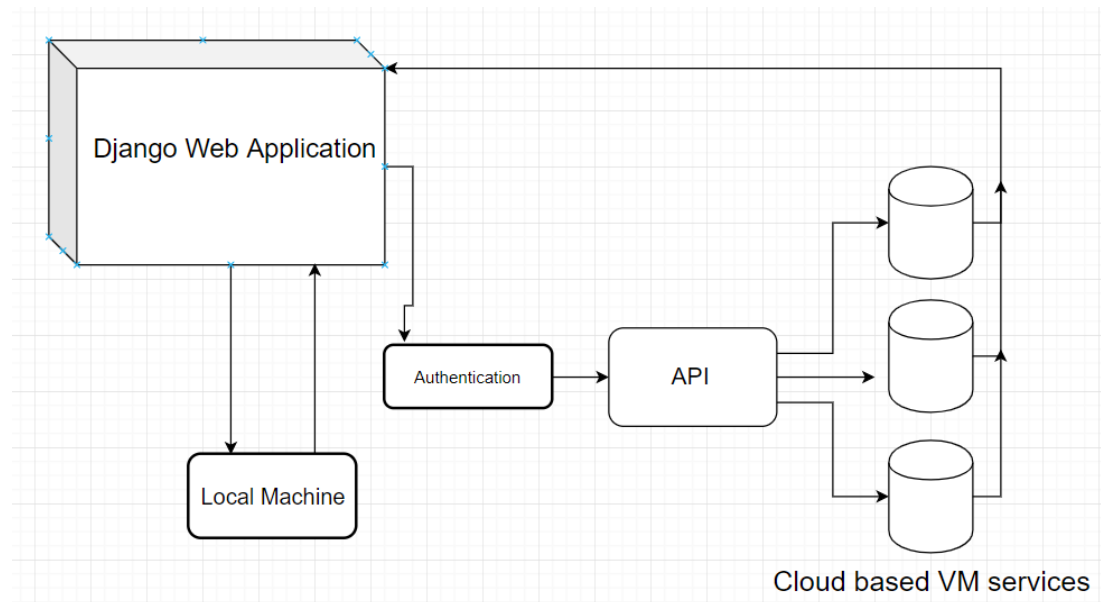 Django Web Application
Authentication
API
Local Machine
Cloud based VM services